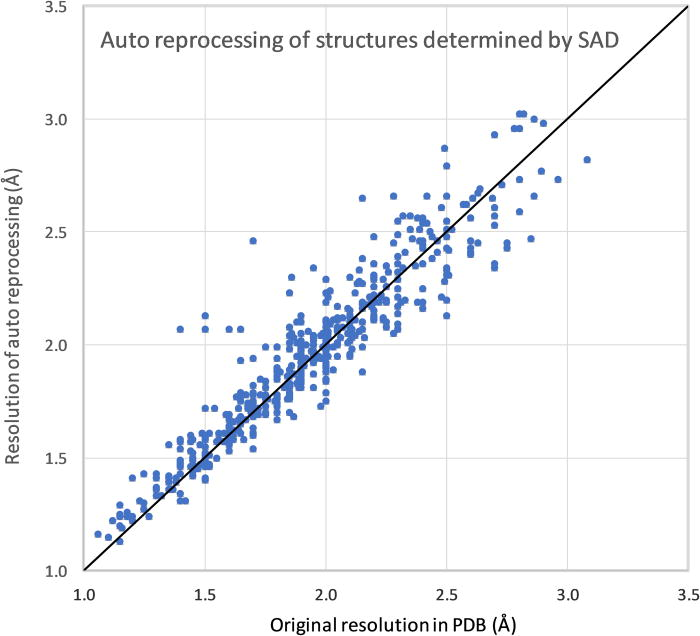 Auto reprocessing of structures determined by SAD
Resolution of auto reprocessing (Å)
3.5
3.0
2.5
2.0
1.5
1.0
1.0 1.5 2.0 2.5 3.0 3.5
Original resolution in PDB (Å)